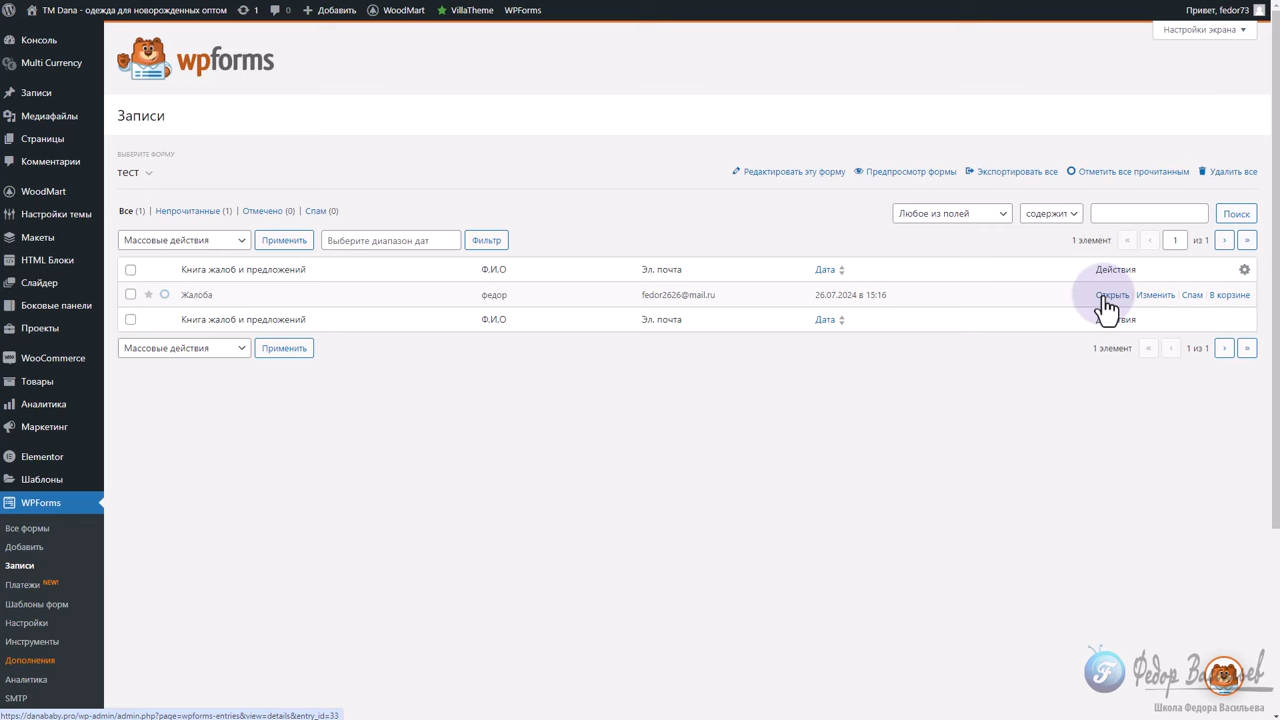 TM Dana - одежда для новорожденных оптом 1 0 Добавить WoodMart VillaTheme WPForms Привет, fedor73
Настройки экрана
wpforms
Консоль
Multi Currency
Записи
Медиафайлы
Страницы
Комментарии
WoodMart
Настройки темы
Макеты
HTML Блоки
Слайдер
Боковые панели
Проекты
WooCommerce
Товары
Аналитика
Маркетинг
Elementor
Шаблоны
WPForms
Все формы
Добавить
Записи
Платежи NEW!
Шаблоны форм
Настройки
Инструменты
Дополнения
Аналитика
SMTP
Записи
ВЫБЕРИТЕ ФОРМУ
тест
Редактировать эту форму Предпросмотр формы Экспортировать все Отметить все прочитанным Удалить все
Все (1) | Непрочитанные (1) | Отмечено (0) | Спам (0)
Любое из полей содержит Поиск
Массовые действия Применить Выберите диапазон дат Фильтр 1 элемент « ‹ 1 из 1 › »
Книга жалоб и предложений Ф.И.О Эл. почта Дата Действия
Жалоба федор fedor2626@mail.ru 26.07.2024 в 15:16 Открыть | Изменить | Спам | В корзине
Книга жалоб и предложений Ф.И.О Эл. почта Дата Действия
Массовые действия Применить 1 элемент « ‹ 1 из 1 › »
https://danababy.pro/wp-admin/admin.php?page=wpforms-entries&view=details&entry_id=33
Федор Васильев
Школа Федора Васильева